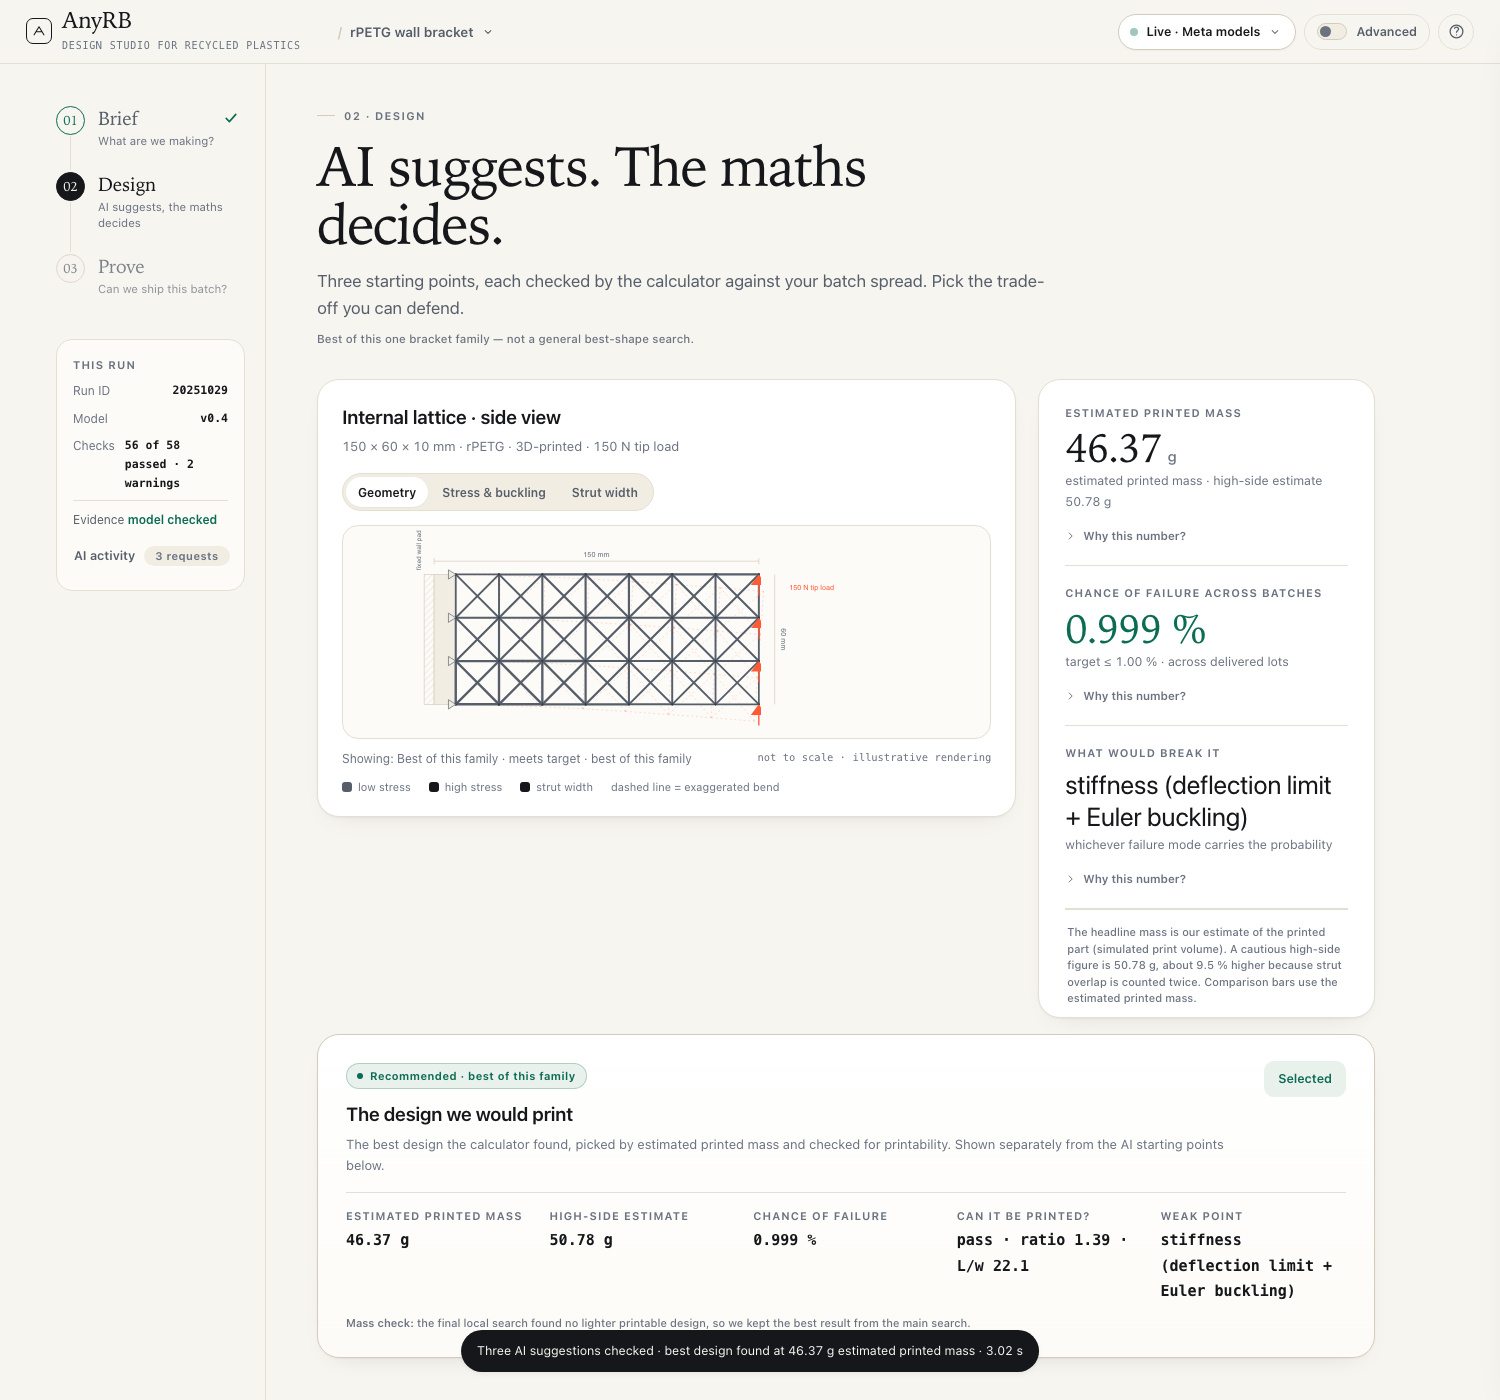 AnyRB
DESIGN STUDIO FOR RECYCLED PLASTICS
/ rPETG wall bracket
Live · Meta models
Advanced
01
Brief
What are we making?
02
Design
AI suggests, the maths
decides
03
Prove
Can we ship this batch?
THIS RUN
Run ID 20251029
Model v0.4
Checks 56 of 58
passed · 2
warnings
Evidence model checked
AI activity 3 requests
02 · DESIGN
AI suggests. The maths
decides.
Three starting points, each checked by the calculator against your batch spread. Pick the trade-
off you can defend.
Best of this one bracket family — not a general best-shape search.
Internal lattice · side view
150 × 60 × 10 mm · rPETG · 3D-printed · 150 N tip load
Geometry Stress & buckling Strut width
fixed wall pad
150 mm
150 N tip load
60 mm
Showing: Best of this family · meets target · best of this family
not to scale · illustrative rendering
low stress high stress strut width dashed line = exaggerated bend
ESTIMATED PRINTED MASS
46.37 g
estimated printed mass · high-side estimate
50.78 g
Why this number?
CHANCE OF FAILURE ACROSS BATCHES
0.999 %
target ≤ 1.00 % · across delivered lots
Why this number?
WHAT WOULD BREAK IT
stiffness (deflection limit
+ Euler buckling)
whichever failure mode carries the probability
Why this number?
The headline mass is our estimate of the printed
part (simulated print volume). A cautious high-side
figure is 50.78 g, about 9.5 % higher because strut
overlap is counted twice. Comparison bars use the
estimated printed mass.
Recommended · best of this family
Selected
The design we would print
The best design the calculator found, picked by estimated printed mass and checked for printability. Shown separately from the AI starting points
below.
ESTIMATED PRINTED MASS
46.37 g
HIGH-SIDE ESTIMATE
50.78 g
CHANCE OF FAILURE
0.999 %
CAN IT BE PRINTED?
pass · ratio 1.39 ·
L/w 22.1
WEAK POINT
stiffness
(deflection limit +
Euler buckling)
Mass check: the final local search found no lighter printable design, so we kept the best result from the main search.
Three AI suggestions checked · best design found at 46.37 g estimated printed mass · 3.02 s